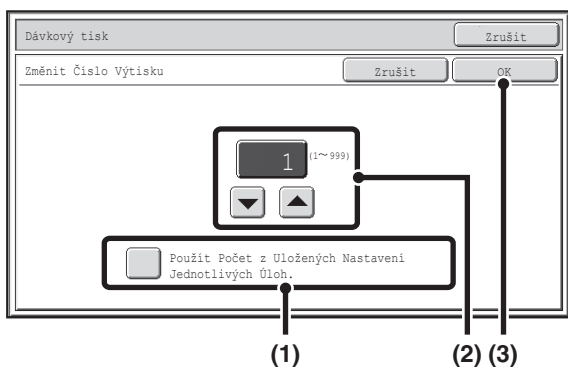 Dávkový tisk
Zrušit
Změnit Číslo Výtisku
Zrušit
OK
1
(1～999)
Použít Počet z Uložených Nastavení
Jednotlivých Úloh.
(1)
(2) (3)